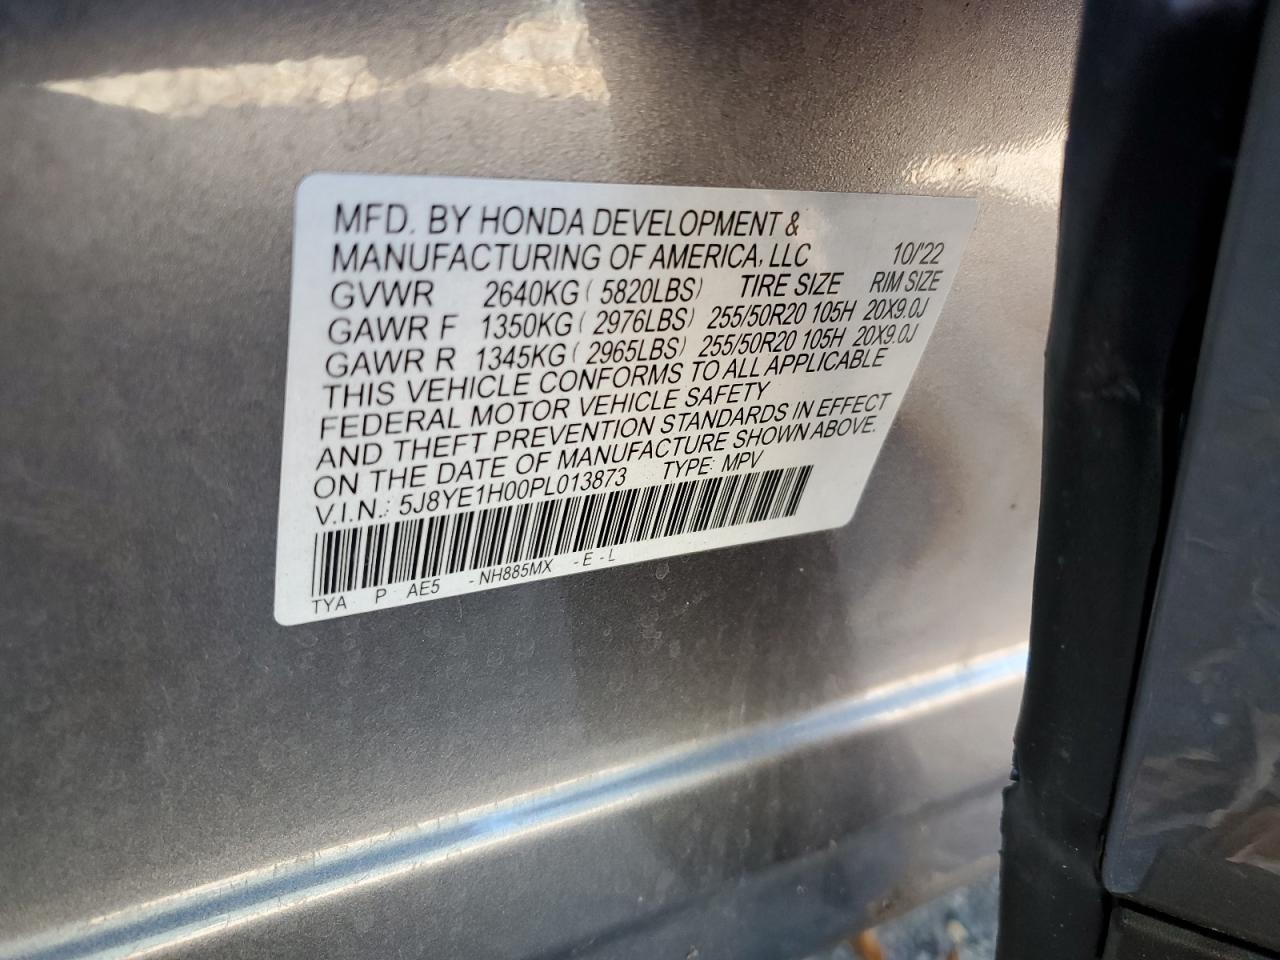 MFD. BY HONDA DEVELOPMENT &
MANUFACTURING OF AMERICA, LLC 10/'22
GVWR 2640KG ( 5820LBS) TIRE SIZE RIM SIZE
GAWR F 1350KG ( 2976LBS) 255/50R20 105H 20X9.0J
GAWR R 1345KG ( 2965LBS) 255/50R20 105H 20X9.0J
THIS VEHICLE CONFORMS TO ALL APPLICABLE
FEDERAL MOTOR VEHICLE SAFETY
AND THEFT PREVENTION STANDARDS IN EFFECT
ON THE DATE OF MANUFACTURE SHOWN ABOVE.
V.I.N.: 5J8YE1H00PL013873 TYPE: MPV
TYA P AE5 - NH885MX - E - L